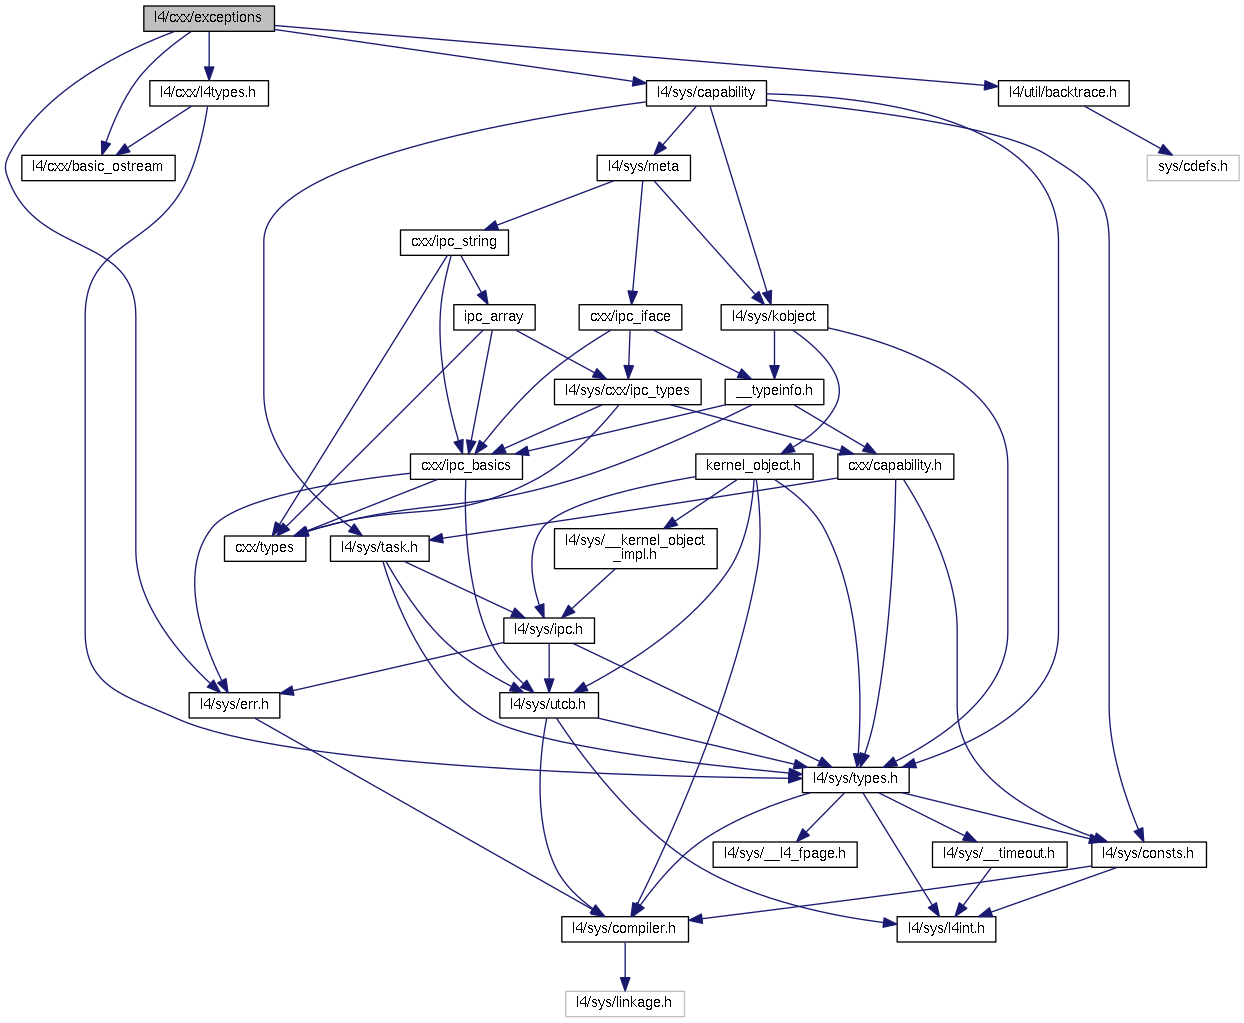 l4/cxx/exceptions
l4/cxx/l4types.h
l4/sys/capability
l4/util/backtrace.h
l4/cxx/basic_ostream
l4/sys/meta
sys/cdefs.h
cxx/ipc_string
ipc_array
cxx/ipc_iface
l4/sys/kobject
l4/sys/cxx/ipc_types
__typeinfo.h
cxx/ipc_basics
kernel_object.h
cxx/capability.h
cxx/types
l4/sys/task.h
l4/sys/__kernel_object
_impl.h
l4/sys/ipc.h
l4/sys/err.h
l4/sys/utcb.h
l4/sys/types.h
l4/sys/__l4_fpage.h
l4/sys/__timeout.h
l4/sys/consts.h
l4/sys/compiler.h
l4/sys/l4int.h
l4/sys/linkage.h